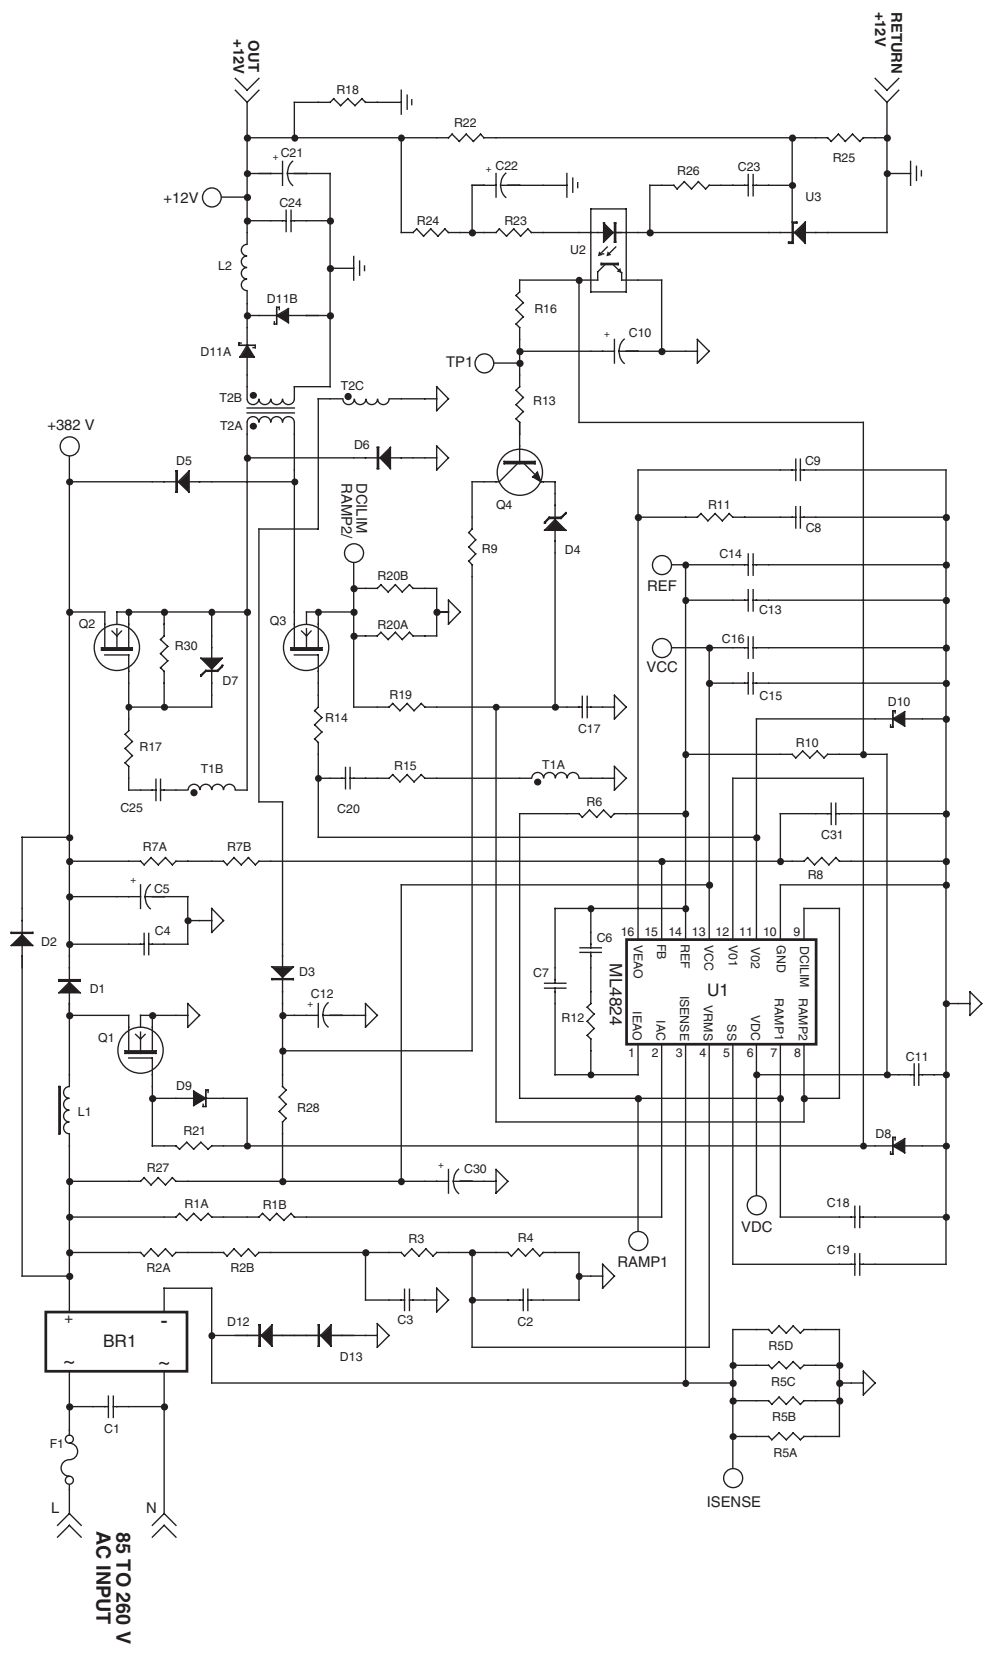 OUT
+12V
RETURN
+12V
R18
R22
R25
C21
C22
R26
C23
U3
+12V
C24
R24
R23
U2
L2
D11B
R16
C10
D11A
TP1
T2B
T2C
R13
T2A
+382 V
D6
D5
DCILIM
RAMP2/
Q4
C9
R11
C8
R9
D4
C14
REF
C13
R20B
Q2
Q3
R20A
C16
VCC
C15
R30
D7
R19
D10
R14
C17
R17
R10
T1B
R15
T1A
C25
C20
R6
C31
R7A
R7B
R8
C5
C4
D2
D3
C6
C7
16 15 14 13 12 11 10 9
VEAO
FB
REF
VCC
V01
V02
GND
DCILIM
D1
C12
U1
ML4824
R12
IEAO
IAC
ISENSE
VRMS
SS
VDC
RAMP1
RAMP2
1 2 3 4 5 6 7 8
Q1
C11
D9
L1
R28
R21
D8
R27
C30
R1A
R1B
C18
VDC
R3
R4
RAMP1
C19
R2A
R2B
C3
C2
+
-
BR1
~
~
D12
D13
R5D
R5C
R5B
R5A
C1
F1
L
N
ISENSE
85 TO 260 V
AC INPUT